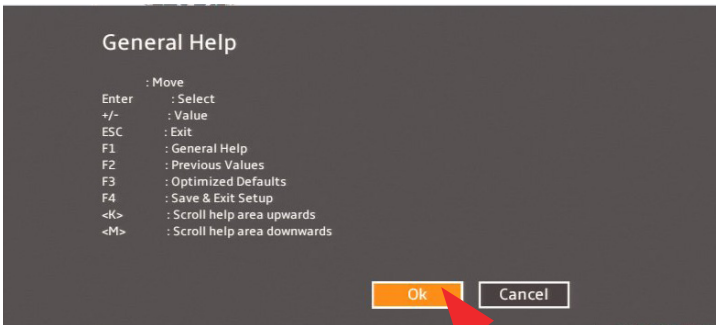 General Help
: Move
Enter : Select
+/- : Value
ESC : Exit
F1 : General Help
F2 : Previous Values
F3 : Optimized Defaults
F4 : Save & Exit Setup
<K> : Scroll help area upwards
<M> : Scroll help area downwards
Ok Cancel